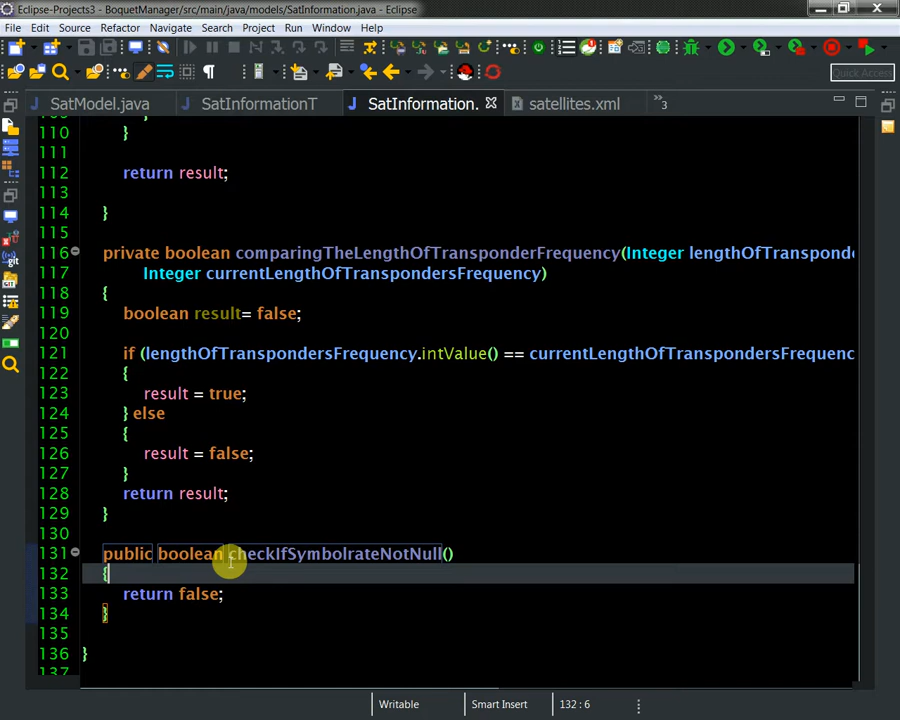 Eclipse-Projects3 - BoquetManager/src/main/java/models/SatInformation.java - Eclipse
File Edit Source Refactor Navigate Search Project Run Window Help
Quick Access
SatModel.java SatInformationT SatInformation. satellites.xml 3
110 }
111
112 return result;
113
114 }
115
116 private boolean comparingTheLengthOfTransponderFrequency(Integer lengthOfTransponde
117 Integer currentLengthOfTranspondersFrequency)
118 {
119 boolean result= false;
120
121 if (lengthOfTranspondersFrequency.intValue() == currentLengthOfTranspondersFrequenc
122 {
123 result = true;
124 } else
125 {
126 result = false;
127 }
128 return result;
129 }
130
131 public boolean checkIfSymbolrateNotNull()
132 {
133 return false;
134 }
135
136 }
137
Writable Smart Insert 132 : 6